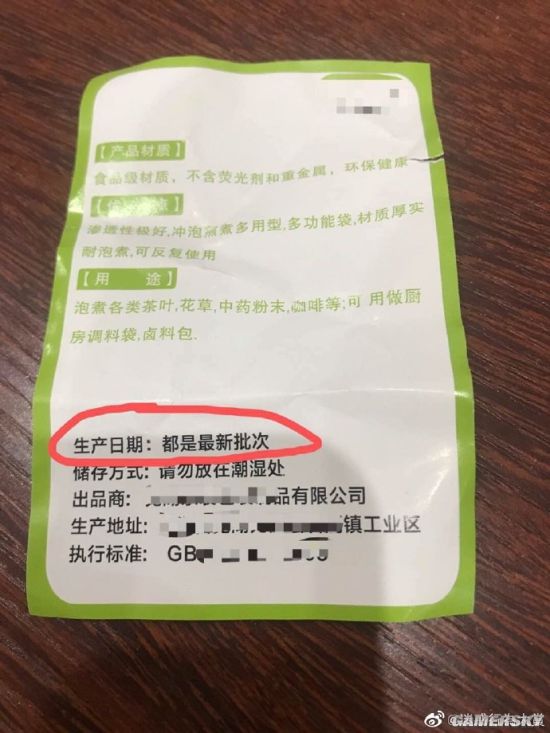 【产品材质】
食品级材质，不含荧光剂和重金属，环保健康
渗透性极好,冲泡蒸煮多用型,多功能袋,材质厚实
耐泡煮,可反复使用
【用 途】
泡煮各类茶叶,花草,中药粉末,咖啡等;可 用做厨
房调料袋,卤料包.
生产日期：都是最新批次
储存方式：请勿放在潮湿处
出品商： 品有限公司
生产地址： 镇工业区
执行标准： GB
GAMERSKY